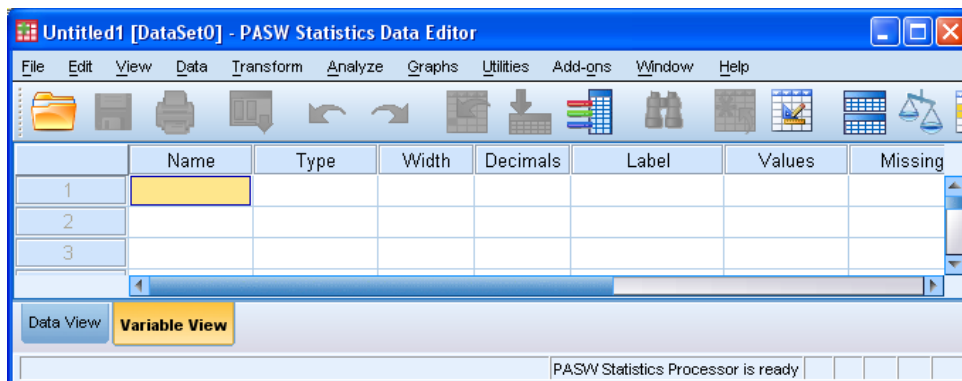 Untitled1 [DataSet0] - PASW Statistics Data Editor
File Edit View Data Transform Analyze Graphs Utilities Add-ons Window Help
Name Type Width Decimals Label Values Missing
1
2
3
Data View Variable View
PASW Statistics Processor is ready